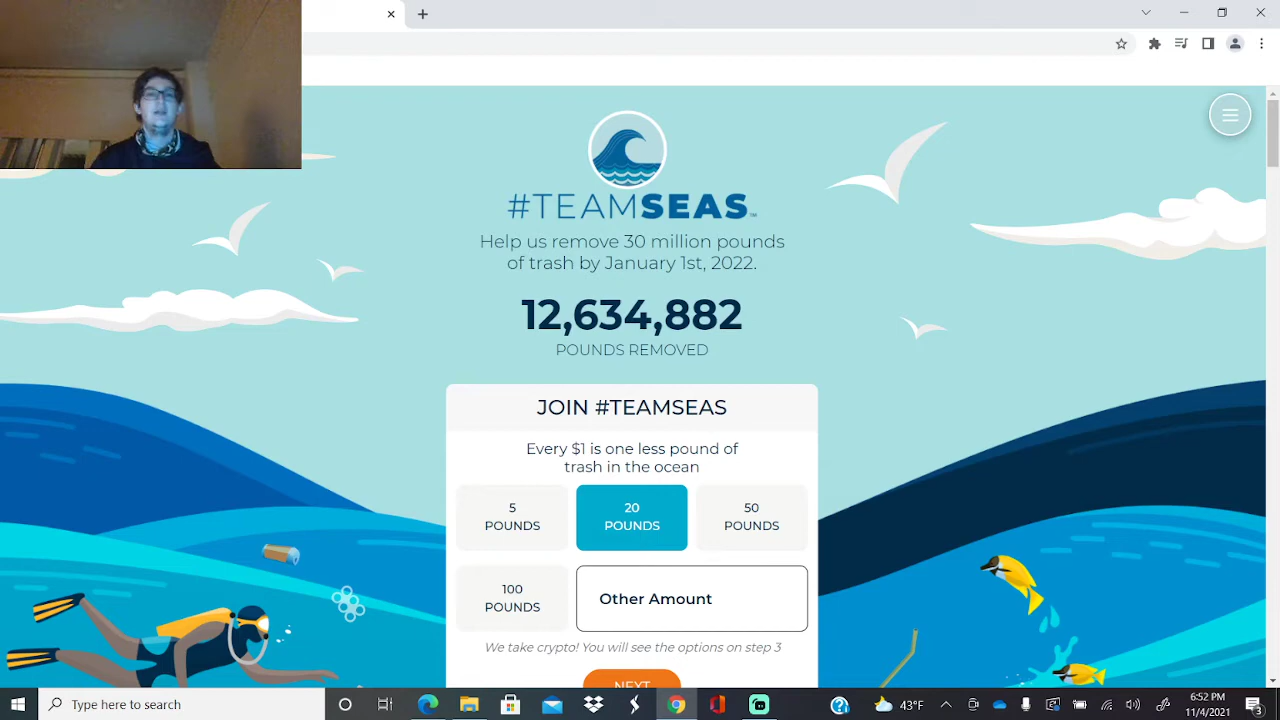 #TEAMSEAS™
Help us remove 30 million pounds
of trash by January 1st, 2022.
12,634,882
POUNDS REMOVED
JOIN #TEAMSEAS
Every $1 is one less pound of
trash in the ocean
5
POUNDS
20
POUNDS
50
POUNDS
100
POUNDS
Other Amount
We take crypto! You will see the options on step 3
NEXT
Type here to search
43°F
6:52 PM
11/4/2021
3